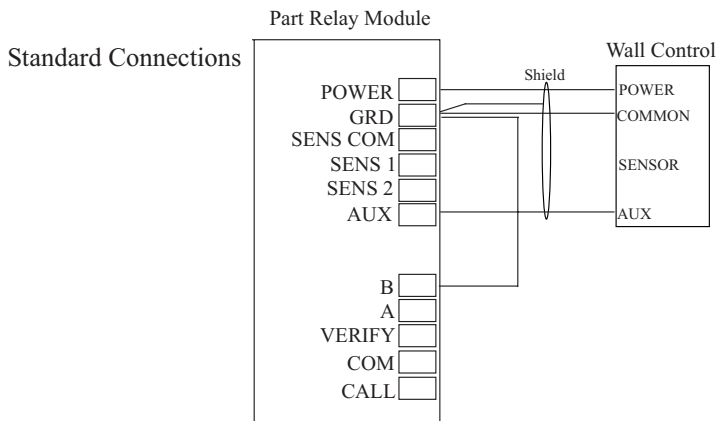 Part Relay Module
Standard Connections
Wall Control
Shield
POWER
GRD
SENS COM
SENS 1
SENS 2
AUX
B
A
VERIFY
COM
CALL
POWER
COMMON
SENSOR
AUX